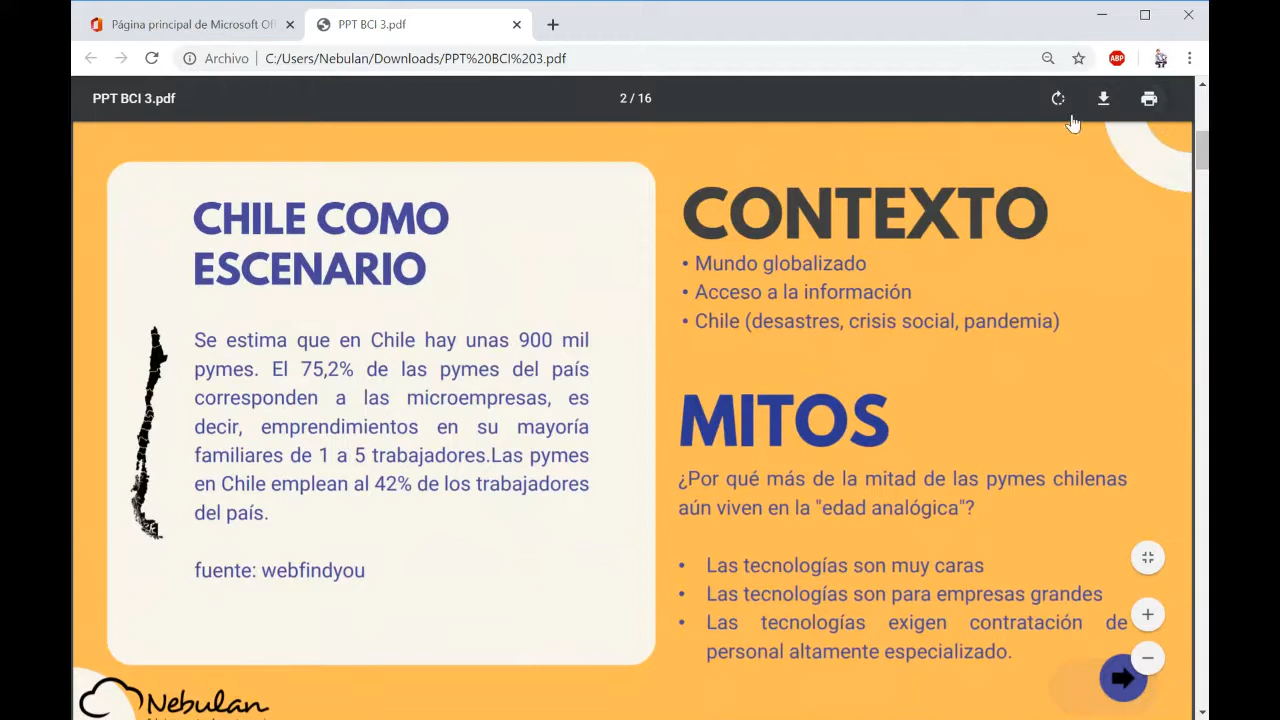 Página principal de Microsoft Of
PPT BCI 3.pdf
Archivo
C:/Users/Nebulan/Downloads/PPT%20BCI%203.pdf
ABP
PPT BCI 3.pdf
2 / 16
CHILE COMO
ESCENARIO
Se estima que en Chile hay unas 900 mil
pymes. El 75,2% de las pymes del país
corresponden a las microempresas, es
decir, emprendimientos en su mayoría
familiares de 1 a 5 trabajadores.Las pymes
en Chile emplean al 42% de los trabajadores
del país.
fuente: webfindyou
Nebulan
CONTEXTO
• Mundo globalizado
• Acceso a la información
• Chile (desastres, crisis social, pandemia)
MITOS
¿Por qué más de la mitad de las pymes chilenas
aún viven en la "edad analógica"?
• Las tecnologías son muy caras
• Las tecnologías son para empresas grandes
• Las tecnologías exigen contratación de
personal altamente especializado.